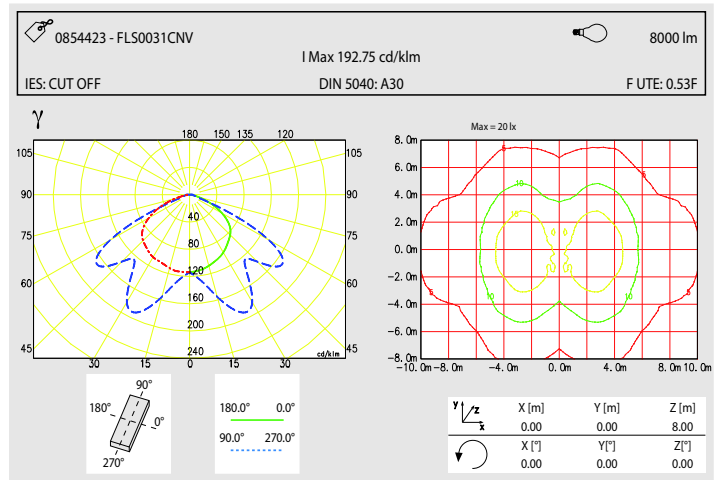 0854423 - FLS0031CNV
8000 lm
I Max 192.75 cd/klm
IES: CUT OFF DIN 5040: A30 F UTE: 0.53F
γ
180 150 135 120
105 105
90 90
75 75
60 60
45 45
40
80
120
160
200
240
cd/klm
30 15 0 15 30
Max = 20 lx
8.0m
6.0m
4.0m
2.0m
0.0m
-2.0m
-4.0m
-6.0m
-8.0m
-10.0m -8.0m -4.0m 0.0m 4.0m 8.0m 10.0m
5
5
10
10
10
90°
180° 0°
270°
180.0° 0.0°
90.0° 270.0°
y z x
X [m] Y [m] Z [m]
0.00 0.00 8.00
X [°] Y[°] Z[°]
0.00 0.00 0.00